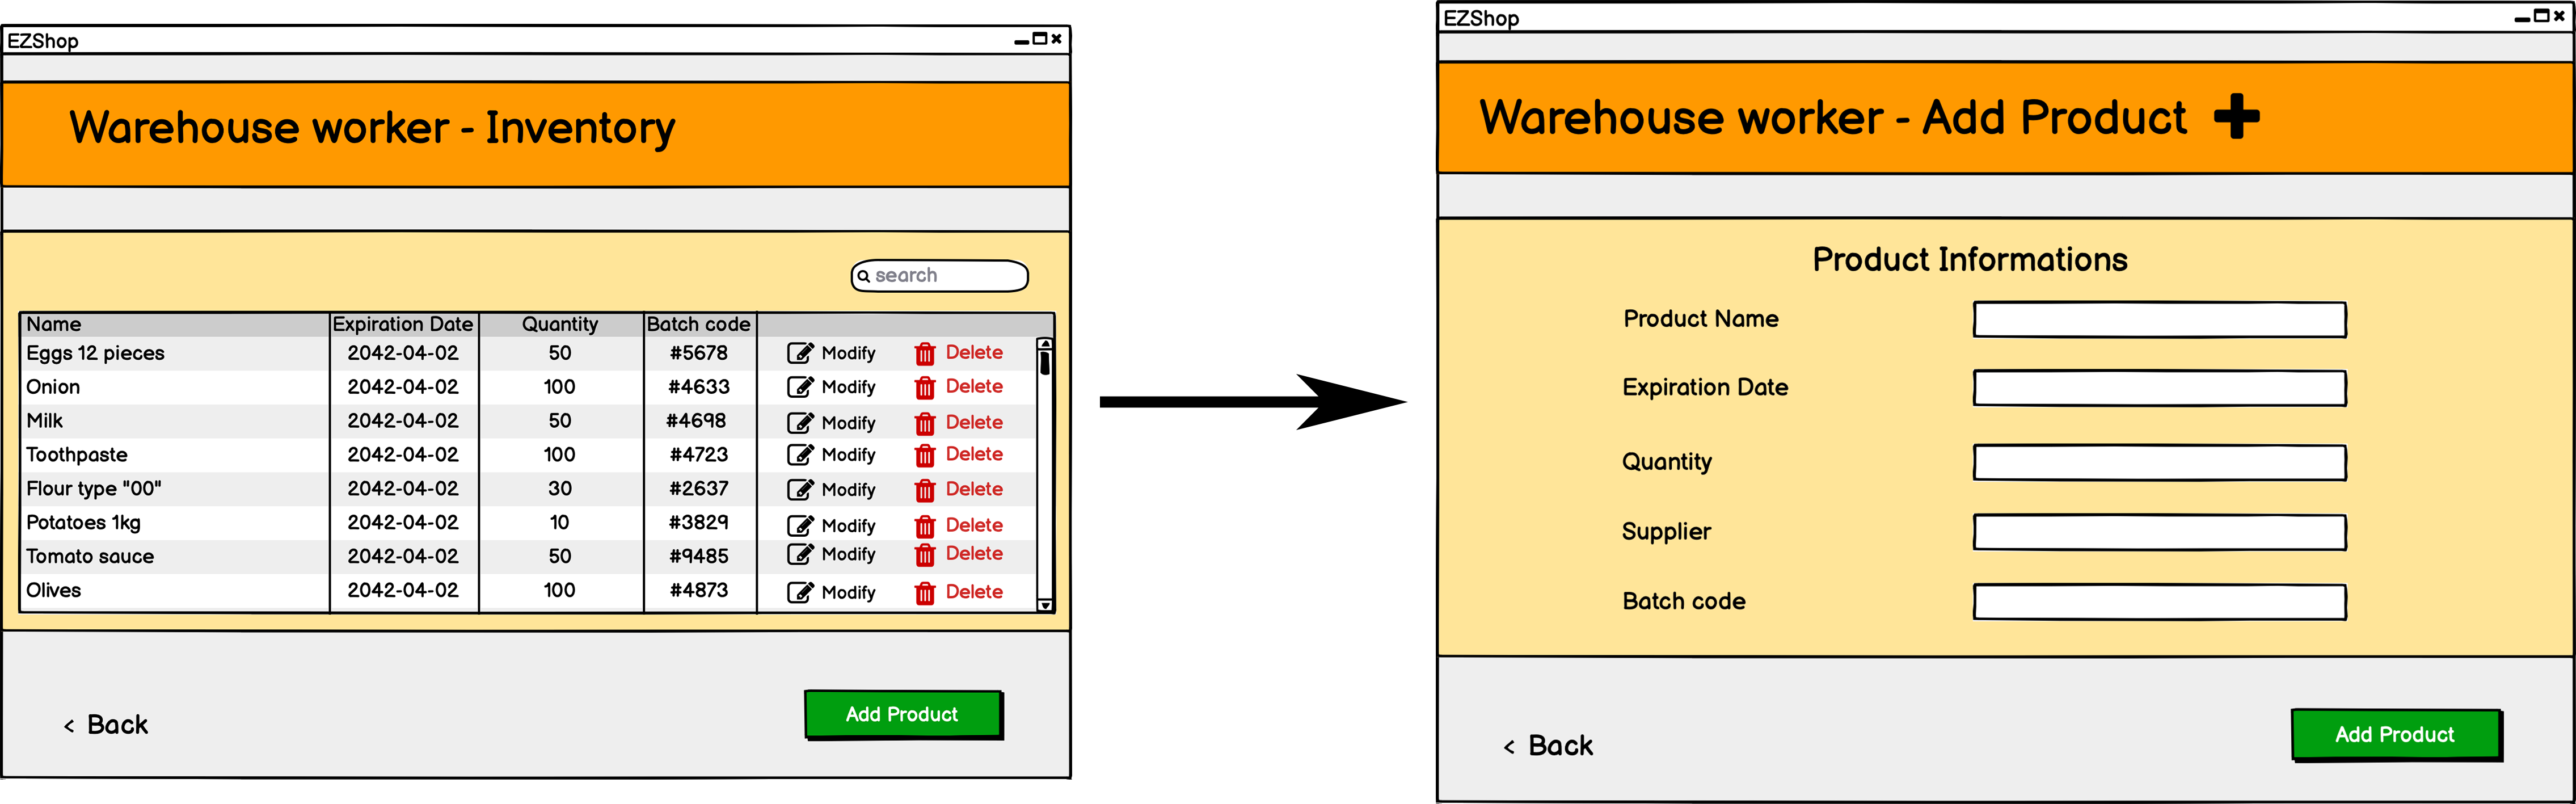 EZShop
Warehouse worker - Inventory
search
Name Expiration Date Quantity Batch code
Eggs 12 pieces 2042-04-02 50 #5678 Modify Delete
Onion 2042-04-02 100 #4633 Modify Delete
Milk 2042-04-02 50 #4698 Modify Delete
Toothpaste 2042-04-02 100 #4723 Modify Delete
Flour type "00" 2042-04-02 30 #2637 Modify Delete
Potatoes 1kg 2042-04-02 10 #3829 Modify Delete
Tomato sauce 2042-04-02 50 #9485 Modify Delete
Olives 2042-04-02 100 #4873 Modify Delete
< Back
Add Product
EZShop
Warehouse worker - Add Product
Product Informations
Product Name
Expiration Date
Quantity
Supplier
Batch code
< Back
Add Product